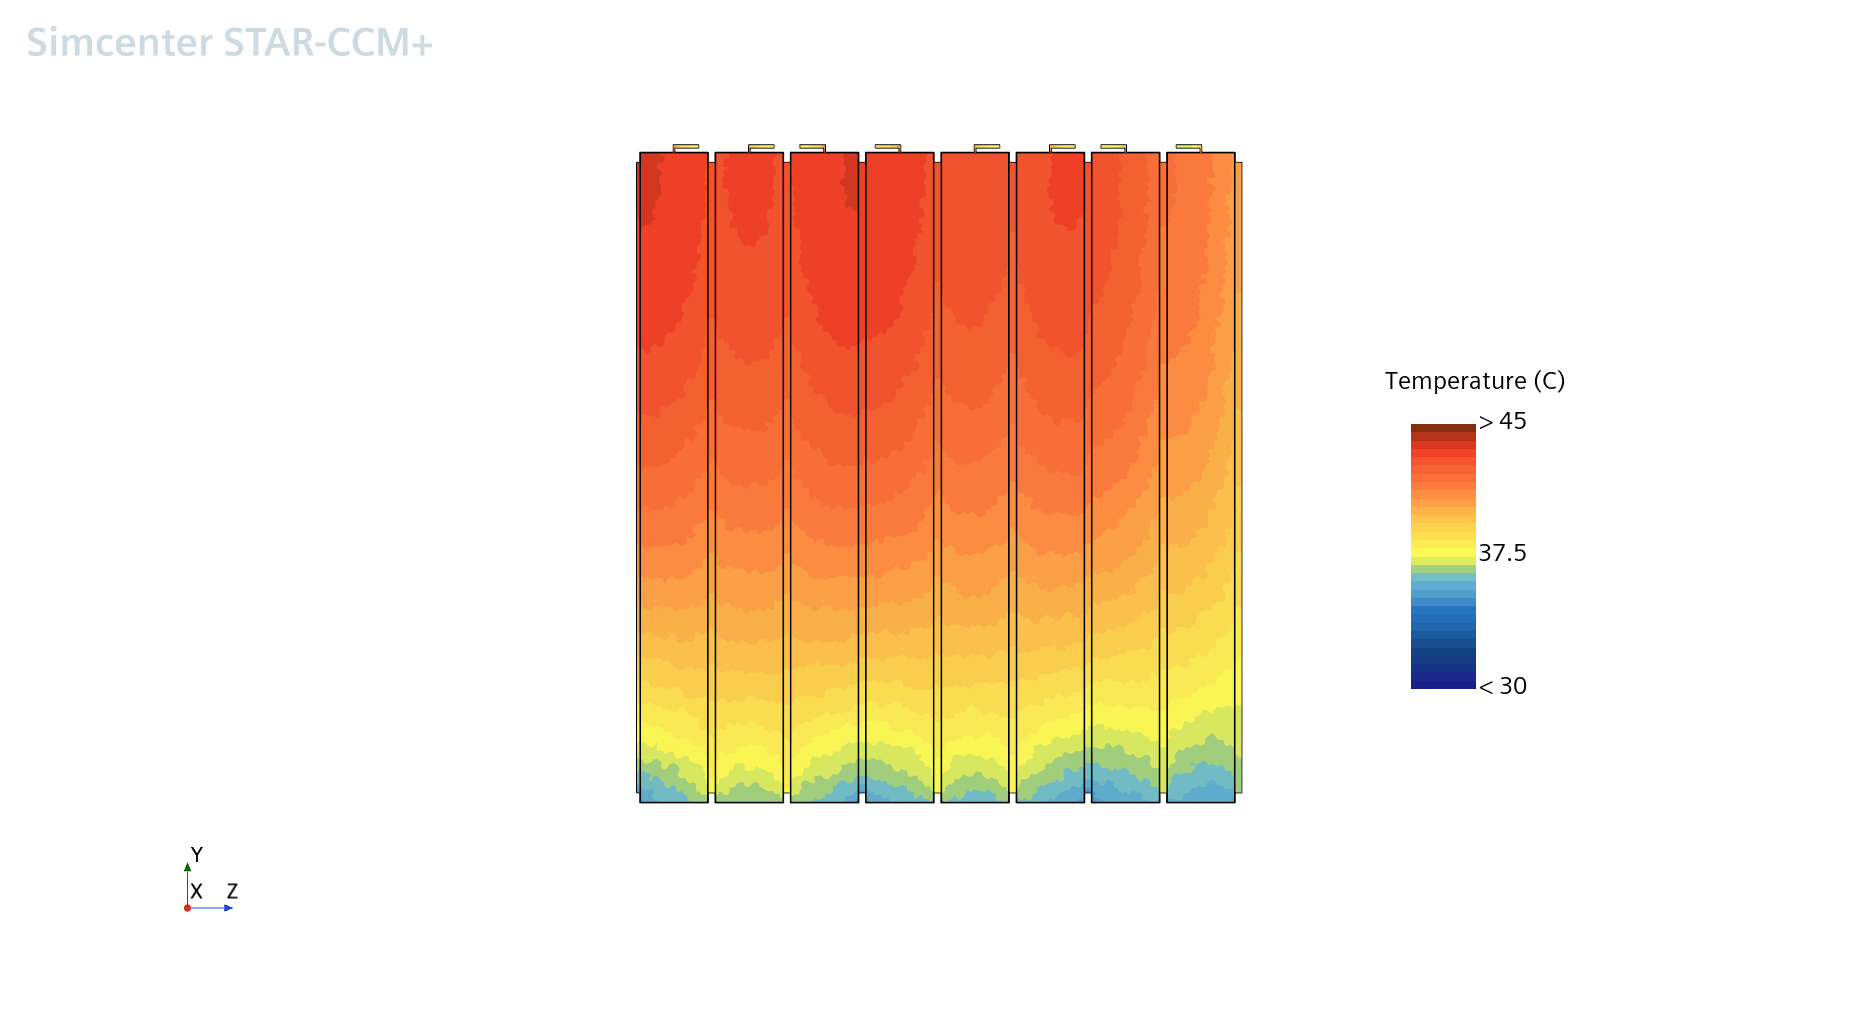 Simcenter STAR-CCM+
Temperature (C)
> 45
37.5
< 30
Y
X Z